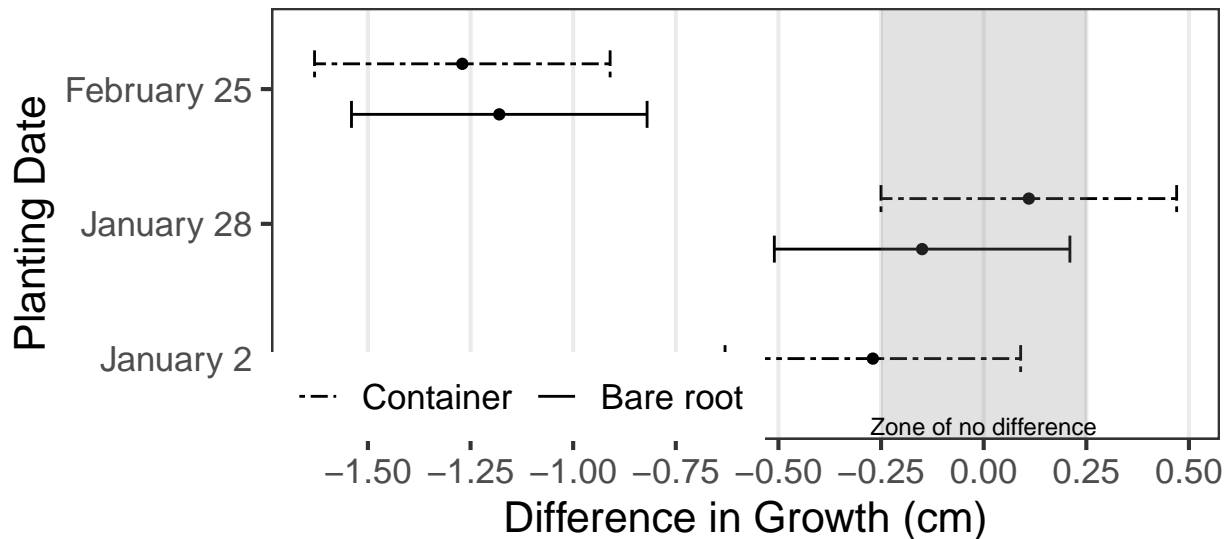 Planting Date
February 25
January 28
January 2
Container
Bare root
Zone of no difference
−1.50 −1.25 −1.00 −0.75 −0.50 −0.25 0.00 0.25 0.50
Difference in Growth (cm)